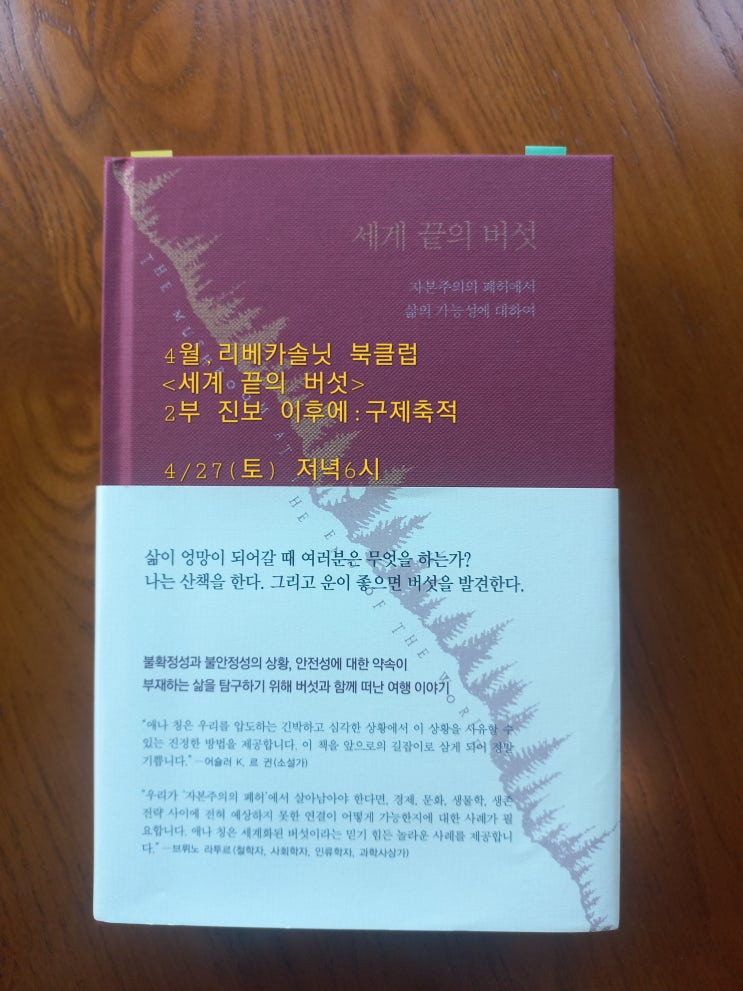 세계 끝의 버섯
자본주의의 폐허에서
삶의 가능성에 대하여
THE MUSHROOM AT THE END OF THE WORLD
4월,리베카솔닛 북클럽
<세계 끝의 버섯>
2부 진보 이후에:구제축적
4/27(토) 저녁6시
삶이 엉망이 되어갈 때 여러분은 무엇을 하는가?
나는 산책을 한다. 그리고 운이 좋으면 버섯을 발견한다.
불확정성과 불안정성의 상황, 안전성에 대한 약속이
부재하는 삶을 탐구하기 위해 버섯과 함께 떠난 여행 이야기
"애나 칭은 우리를 압도하는 긴박하고 심각한 상황에서 이 상황을 사유할 수
있는 진정한 방법을 제공합니다. 이 책을 앞으로의 길잡이로 삼게 되어 정말
기쁩니다." —어슐러 K. 르 귄(소설가)
"우리가 '자본주의의 폐허'에서 살아남아야 한다면, 경제, 문화, 생물학, 생존
전략 사이에 전혀 예상하지 못한 연결이 어떻게 가능한지에 대한 사례가 필
요합니다. 애나 칭은 세계화된 버섯이라는 믿기 힘든 놀라운 사례를 제공합니
다." —브뤼노 라투르(철학자, 사회학자, 인류학자, 과학사상가)